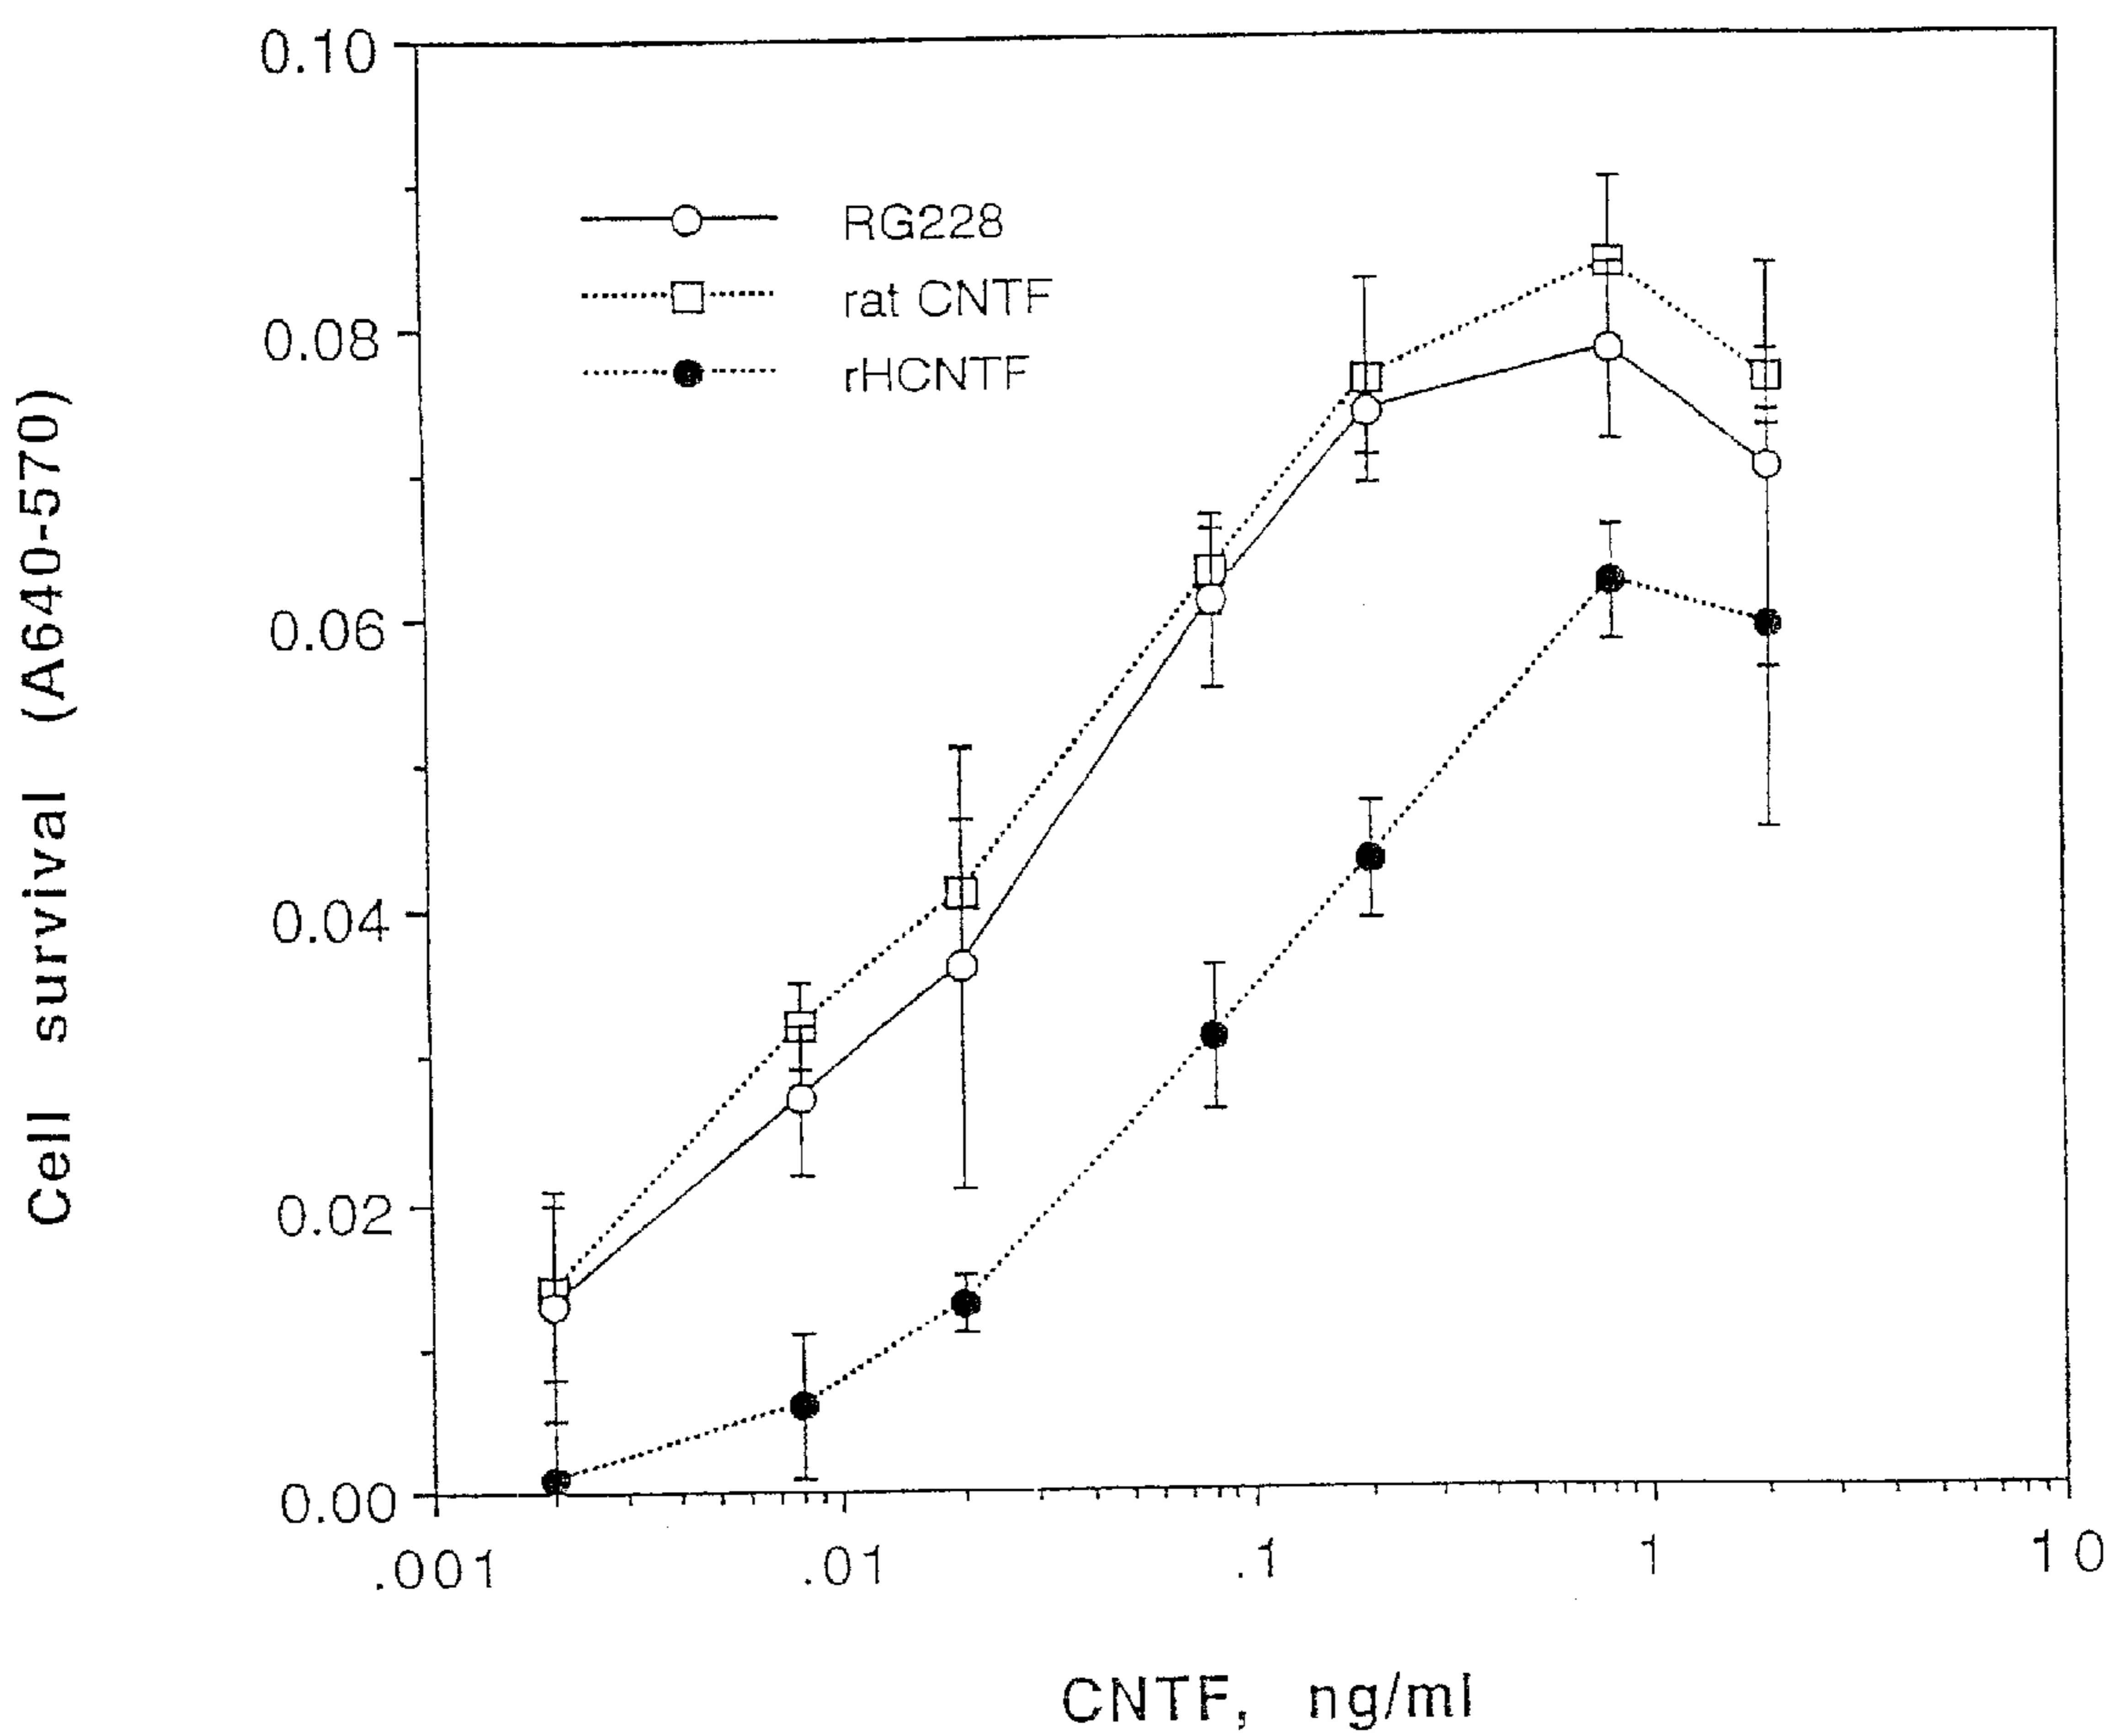 0.10
0.08
0.06
0.04
0.02
0.00
Cell survival (A640-570)
RG228
rat CNTF
rHCNTF
.001 .01 .1 1 10
CNTF, ng/ml